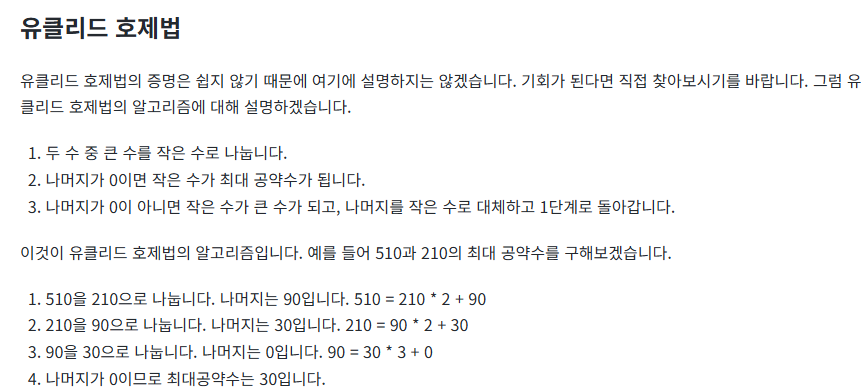 유클리드 호제법
유클리드 호제법의 증명은 쉽지 않기 때문에 여기에 설명하지는 않겠습니다. 기회가 된다면 직접 찾아보시기를 바랍니다. 그럼 유
클리드 호제법의 알고리즘에 대해 설명하겠습니다.
1. 두 수 중 큰 수를 작은 수로 나눕니다.
2. 나머지가 0이면 작은 수가 최대 공약수가 됩니다.
3. 나머지가 0이 아니면 작은 수가 큰 수가 되고, 나머지를 작은 수로 대체하고 1단계로 돌아갑니다.
이것이 유클리드 호제법의 알고리즘입니다. 예를 들어 510과 210의 최대 공약수를 구해보겠습니다.
1. 510을 210으로 나눕니다. 나머지는 90입니다. 510 = 210 * 2 + 90
2. 210을 90으로 나눕니다. 나머지는 30입니다. 210 = 90 * 2 + 30
3. 90을 30으로 나눕니다. 나머지는 0입니다. 90 = 30 * 3 + 0
4. 나머지가 0이므로 최대공약수는 30입니다.